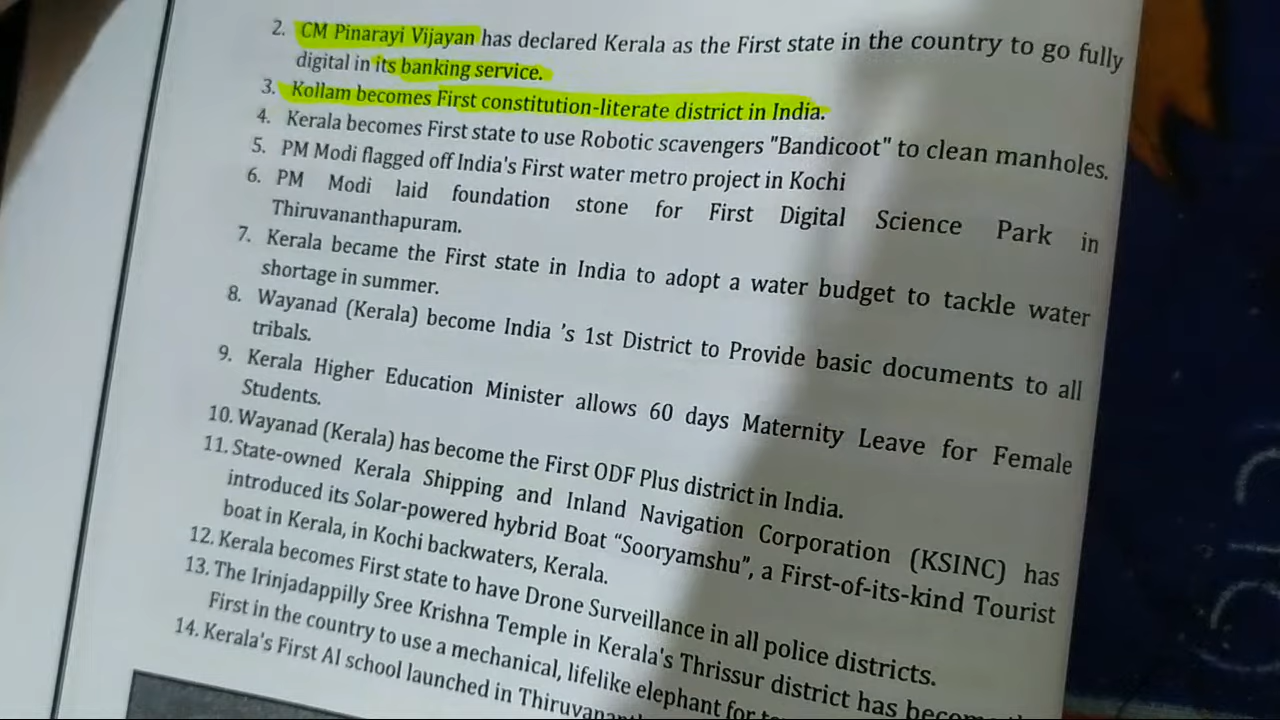 2. CM Pinarayi Vijayan has declared Kerala as the First state in the country to go fully
digital in its banking service.
3. Kollam becomes First constitution-literate district in India.
4. Kerala becomes First state to use Robotic scavengers "Bandicoot" to clean manholes.
5. PM Modi flagged off India's First water metro project in Kochi
6. PM Modi laid foundation stone for First Digital Science Park in
Thiruvananthapuram.
7. Kerala became the First state in India to adopt a water budget to tackle water
shortage in summer.
8. Wayanad (Kerala) become India 's 1st District to Provide basic documents to all
tribals.
9. Kerala Higher Education Minister allows 60 days Maternity Leave for Female
Students.
10. Wayanad (Kerala) has become the First ODF Plus district in India.
11. State-owned Kerala Shipping and Inland Navigation Corporation (KSINC) has
introduced its Solar-powered hybrid Boat “Sooryamshu”, a First-of-its-kind Tourist
boat in Kerala, in Kochi backwaters, Kerala.
12. Kerala becomes First state to have Drone Surveillance in all police districts.
13. The Irinjadappilly Sree Krishna Temple in Kerala's Thrissur district has
First in the country to use a mechanical, lifelike elephant for
14. Kerala's First AI school launched in